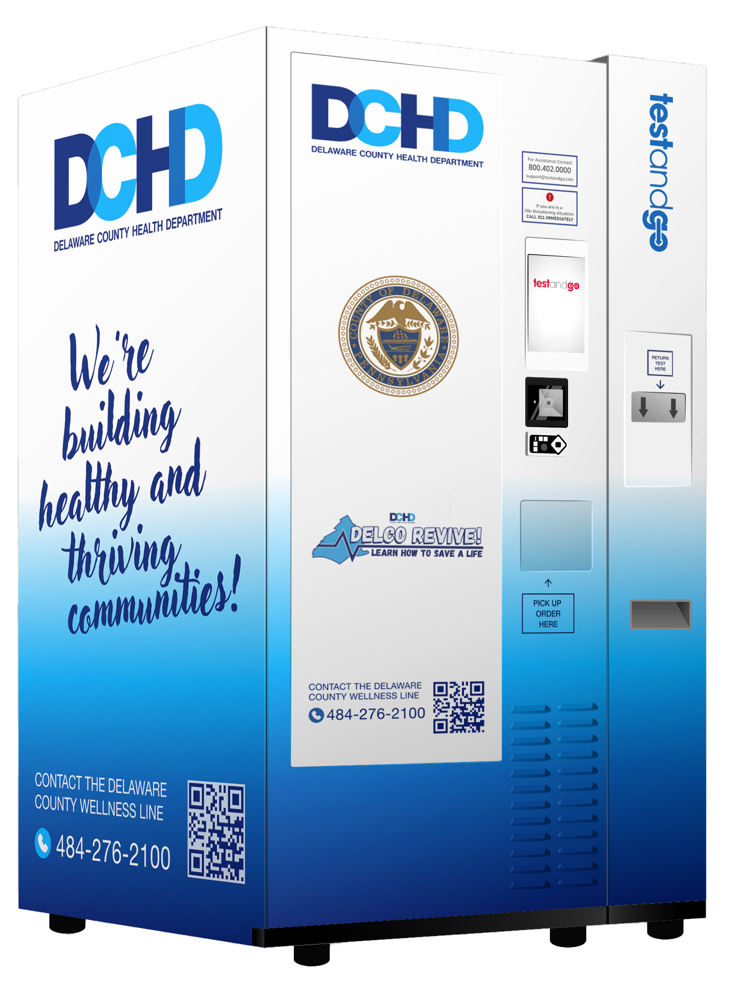 DCHD
DELAWARE COUNTY HEALTH DEPARTMENT
We're
building
healthy and
thriving
communities!
CONTACT THE DELAWARE
COUNTY WELLNESS LINE
484-276-2100
DCHD
DELAWARE COUNTY HEALTH DEPARTMENT
COUNTY OF DELAWARE
PENNSYLVANIA
DCHD
DELCO REVIVE!
LEARN HOW TO SAVE A LIFE
CONTACT THE DELAWARE
COUNTY WELLNESS LINE
484-276-2100
For Assistance Contact
800.402.0000
support@testandgo.com
!
If you are in a
life-threatening situation
CALL 911 IMMEDIATELY
testandgo
PICK UP
ORDER
HERE
testandgo
RETURN
TEST
HERE